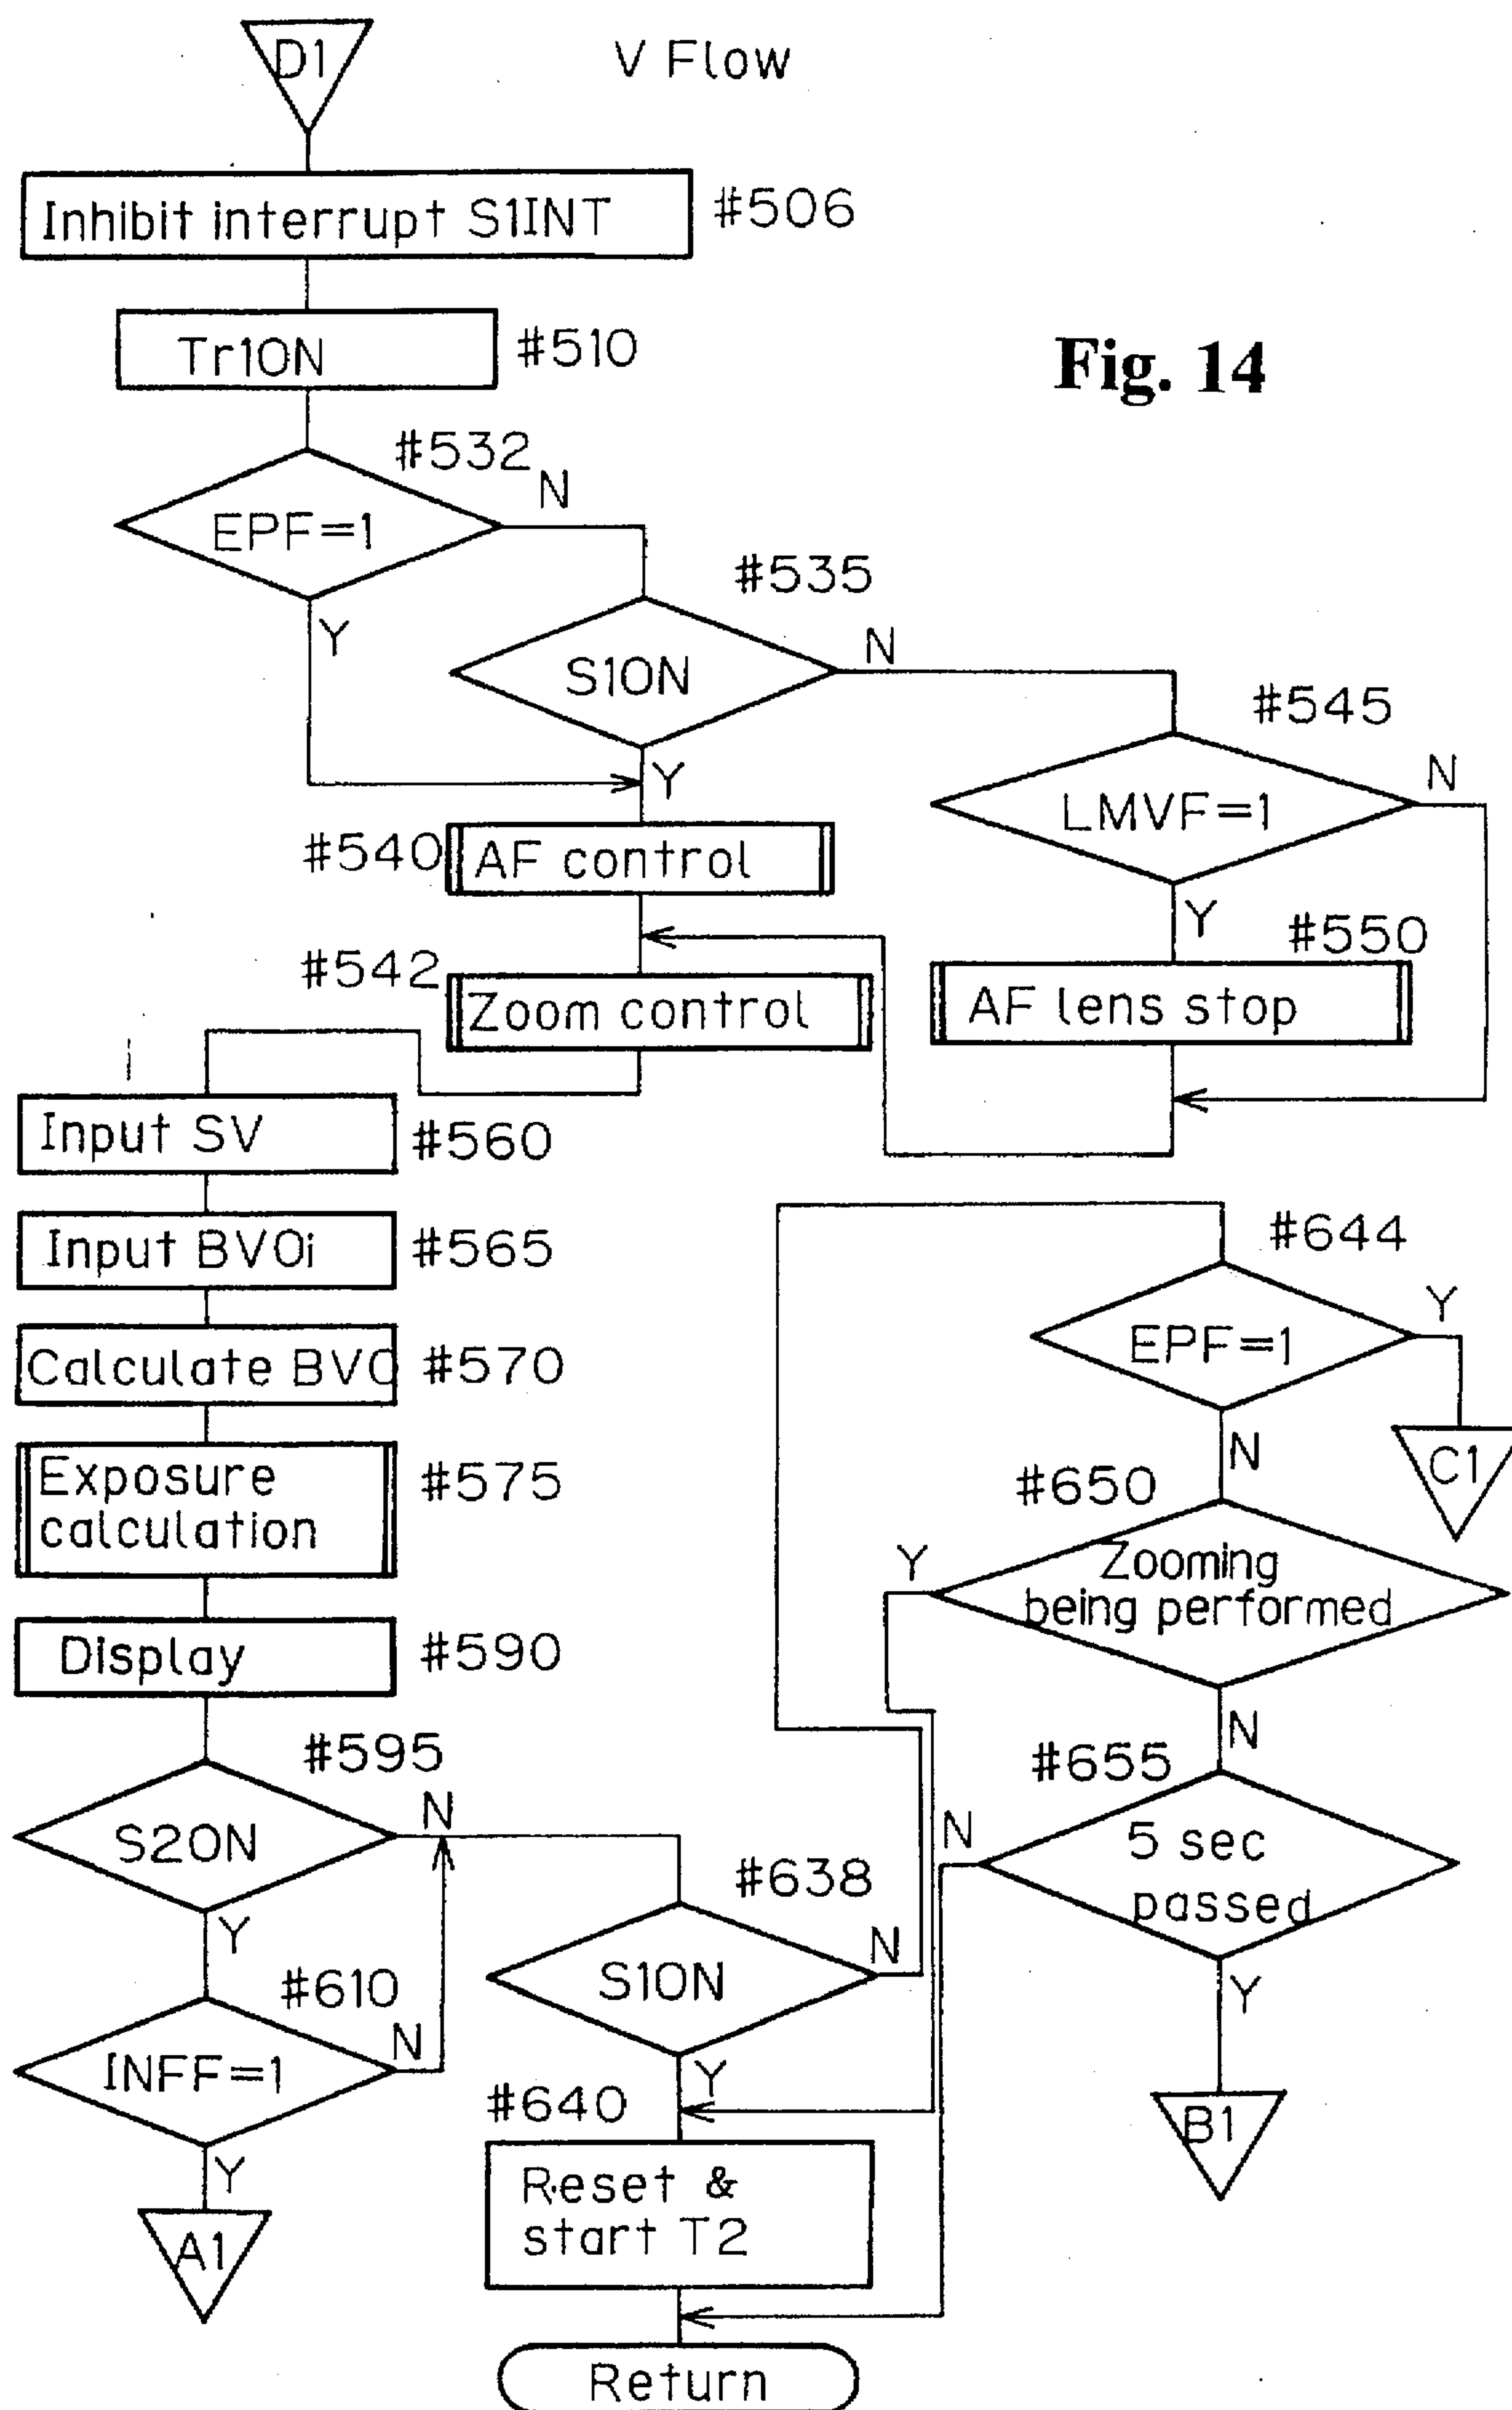 D1
V Flow
Inhibit interrupt S1INT
#506
Tr1ON
#510
Fig. 14
#532
EPF=1
N
Y
#535
S1ON
N
Y
#545
LMVF=1
N
Y
#540
AF control
#550
AF lens stop
#542
Zoom control
Input SV
#560
Input BVOi
#565
Calculate BVO
#570
Exposure
calculation
#575
Display
#590
#595
S2ON
N
Y
#610
INFF=1
N
Y
A1
#638
S1ON
N
Y
#640
Reset &
start T2
Return
#644
EPF=1
Y
N
C1
#650
Zooming
being performed
Y
N
#655
5 sec
passed
N
Y
B1